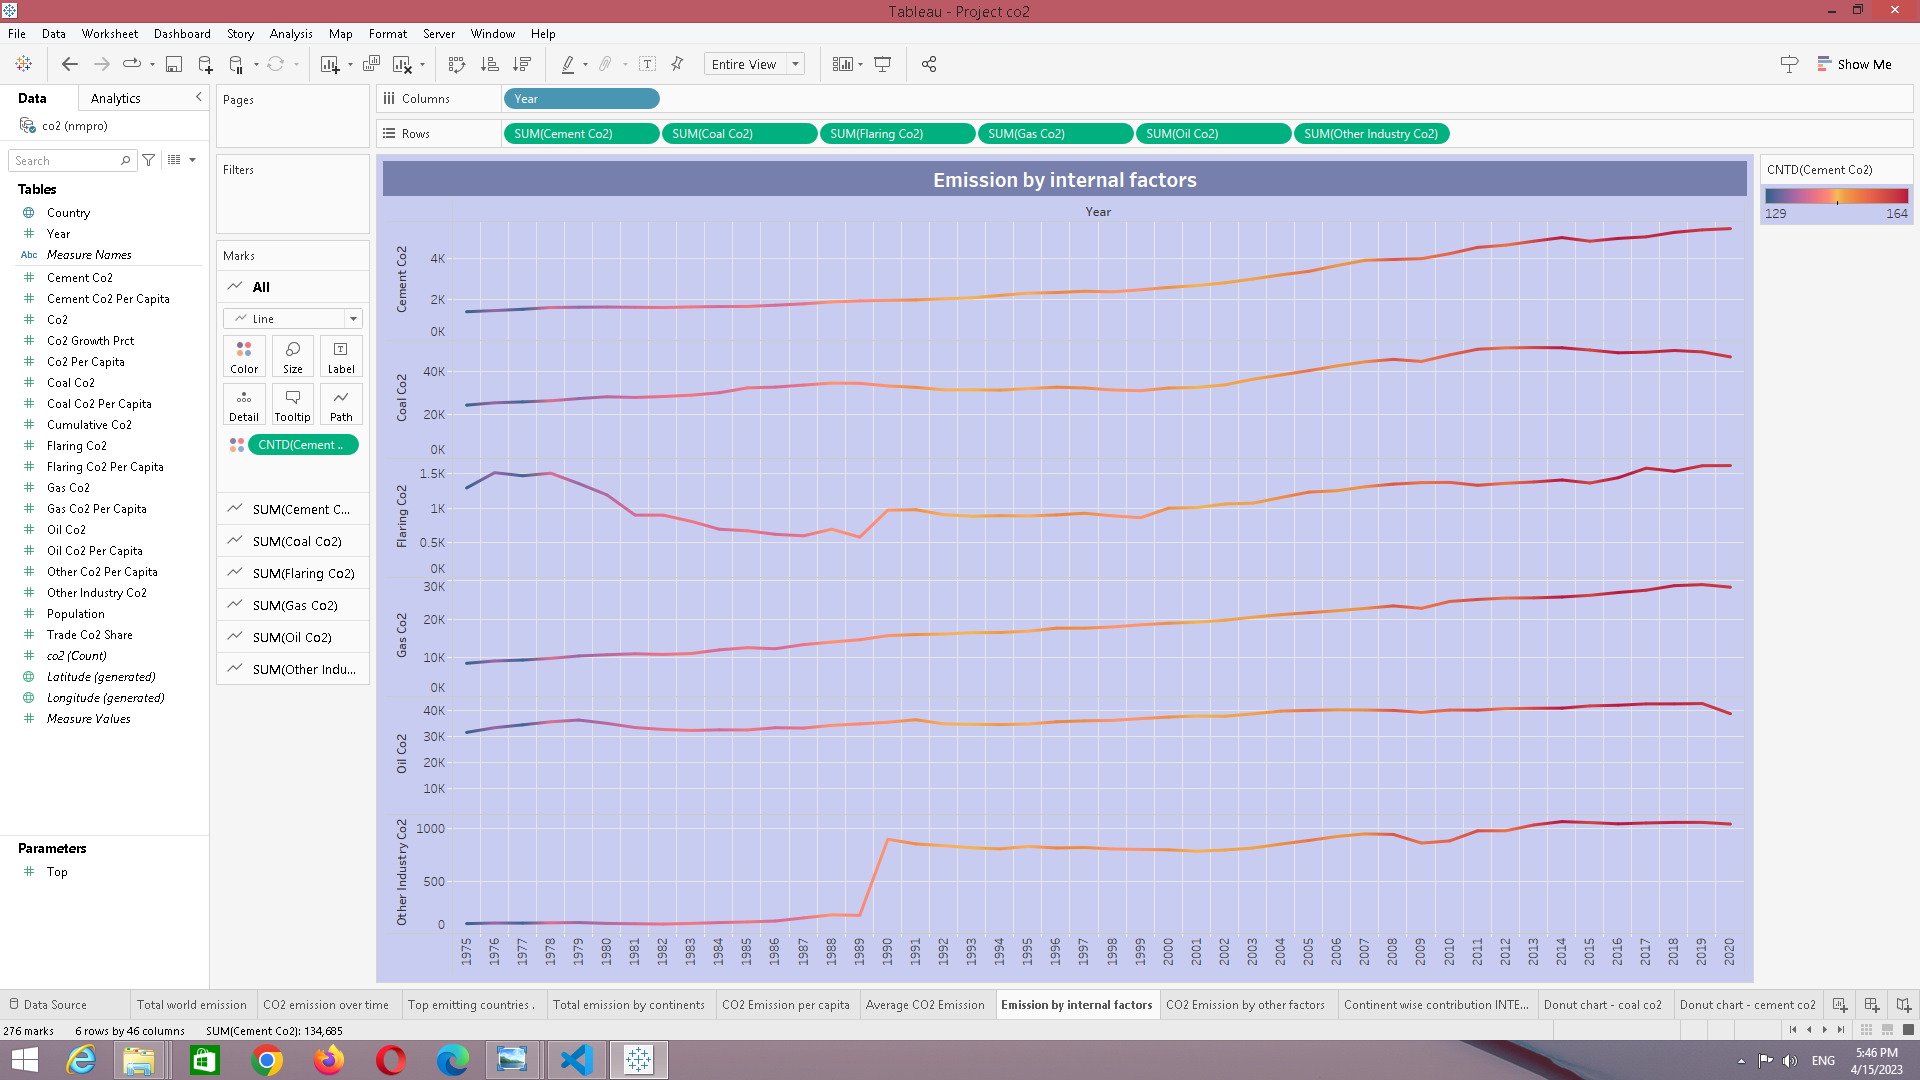 Tableau - Project co2
File Data Worksheet Dashboard Story Analysis Map Format Server Window Help
Entire View
Show Me
Data Analytics
co2 (nmpro)
Search
Tables
Country
Year
Abc Measure Names
Cement Co2
Cement Co2 Per Capita
Co2
Co2 Growth Prct
Co2 Per Capita
Coal Co2
Coal Co2 Per Capita
Cumulative Co2
Flaring Co2
Flaring Co2 Per Capita
Gas Co2
Gas Co2 Per Capita
Oil Co2
Oil Co2 Per Capita
Other Co2 Per Capita
Other Industry Co2
Population
Trade Co2 Share
co2 (Count)
Latitude (generated)
Longitude (generated)
Measure Values
Parameters
Top
Pages
Filters
Marks
All
Line
Color Size Label
Detail Tooltip Path
CNTD(Cement ..
SUM(Cement C...
SUM(Coal Co2)
SUM(Flaring Co2)
SUM(Gas Co2)
SUM(Oil Co2)
SUM(Other Indu...
Columns Year
Rows SUM(Cement Co2) SUM(Coal Co2) SUM(Flaring Co2) SUM(Gas Co2) SUM(Oil Co2) SUM(Other Industry Co2)
Emission by internal factors
Year
Cement Co2
4K
2K
0K
Coal Co2
40K
20K
0K
Flaring Co2
1.5K
1K
0.5K
0K
Gas Co2
30K
20K
10K
0K
Oil Co2
40K
30K
20K
10K
Other Industry Co2
1000
500
0
1975 1976 1977 1978 1979 1980 1981 1982 1983 1984 1985 1986 1987 1988 1989 1990 1991 1992 1993 1994 1995 1996 1997 1998 1999 2000 2001 2002 2003 2004 2005 2006 2007 2008 2009 2010 2011 2012 2013 2014 2015 2016 2017 2018 2019 2020
CNTD(Cement Co2)
129 164
Data Source Total world emission CO2 emission over time Top emitting countries . Total emission by continents CO2 Emission per capita Average CO2 Emission Emission by internal factors CO2 Emission by other factors Continent wise contribution INTE... Donut chart - coal co2 Donut chart - cement co2
276 marks 6 rows by 46 columns SUM(Cement Co2): 134,685
ENG
5:46 PM
4/15/2023